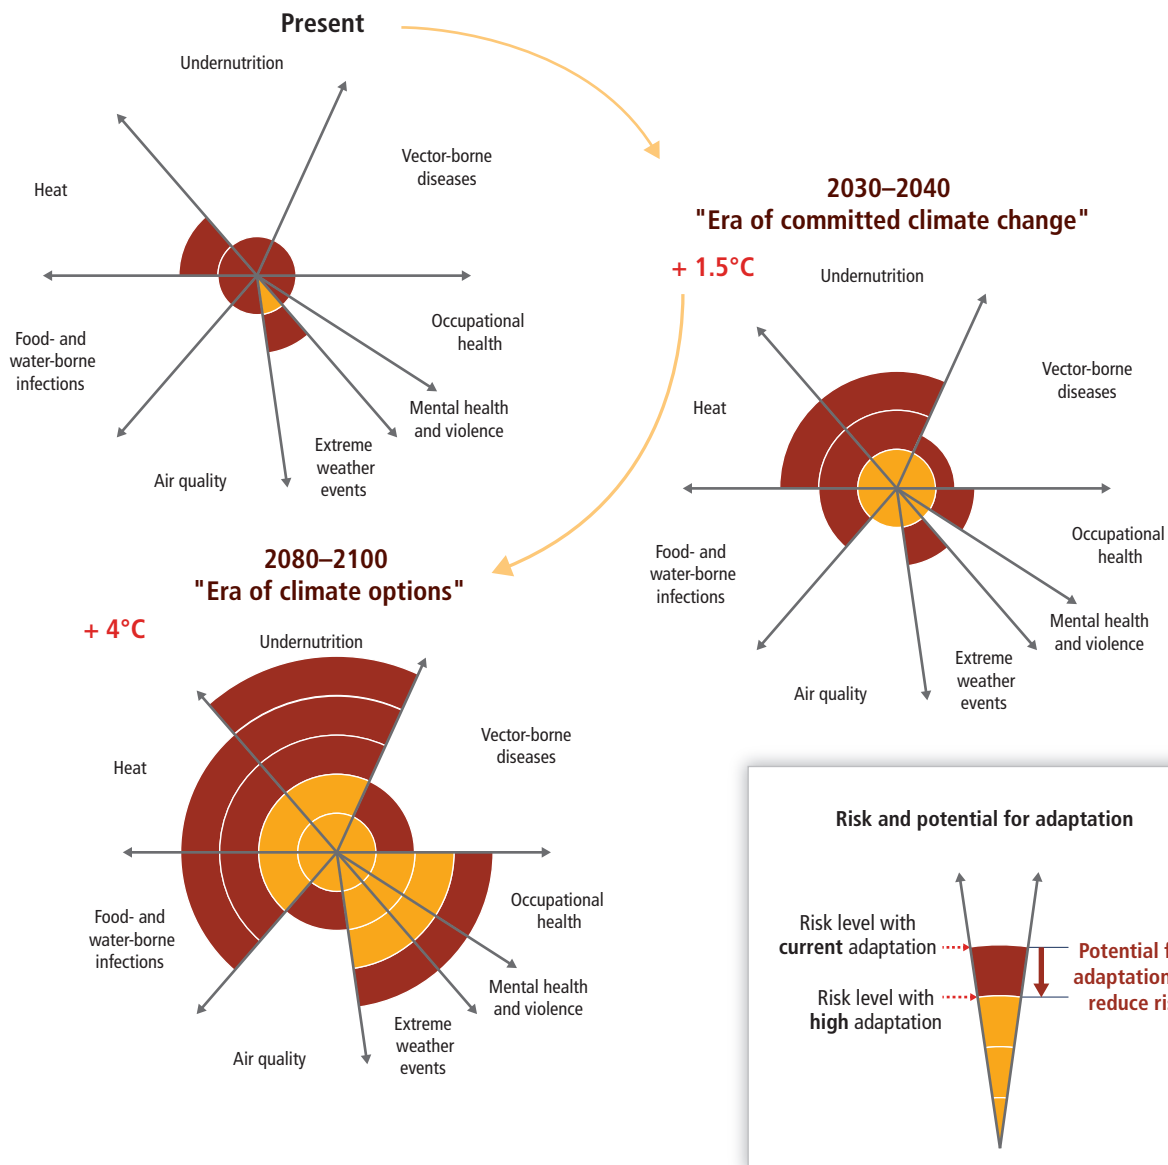 Present
Undernutrition
Vector-borne
diseases
Heat
Occupational
health
Food- and
water-borne
infections
Mental health
and violence
Extreme
weather
events
Air quality
2030–2040
"Era of committed climate change"
+ 1.5°C
Undernutrition
Vector-borne
diseases
Heat
Occupational
health
Food- and
water-borne
infections
Mental health
and violence
Extreme
weather
events
Air quality
2080–2100
"Era of climate options"
+ 4°C
Undernutrition
Vector-borne
diseases
Heat
Occupational
health
Food- and
water-borne
infections
Mental health
and violence
Extreme
weather
events
Air quality
Risk and potential for adaptation
Risk level with
current adaptation
Risk level with
high adaptation
Potential
adaptation
reduce